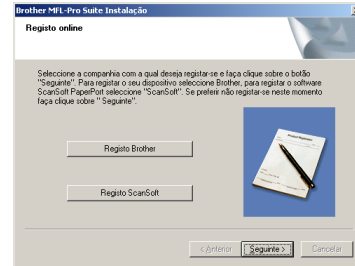 Brother MFL-Pro Suite Instalação
Registo online
Seleccione a companhia com a qual deseja registar-se e faça clique sobre o botão
"Seguinte". Para registar o seu dispositivo seleccione Brother, para registar o software
ScanSoft PaperPort seleccione "ScanSoft". Se preferir não registar-se neste momento
faça clique sobre " Seguinte".
Registo Brother
Registo ScanSoft
< Anterior
Seguinte >
Cancelar